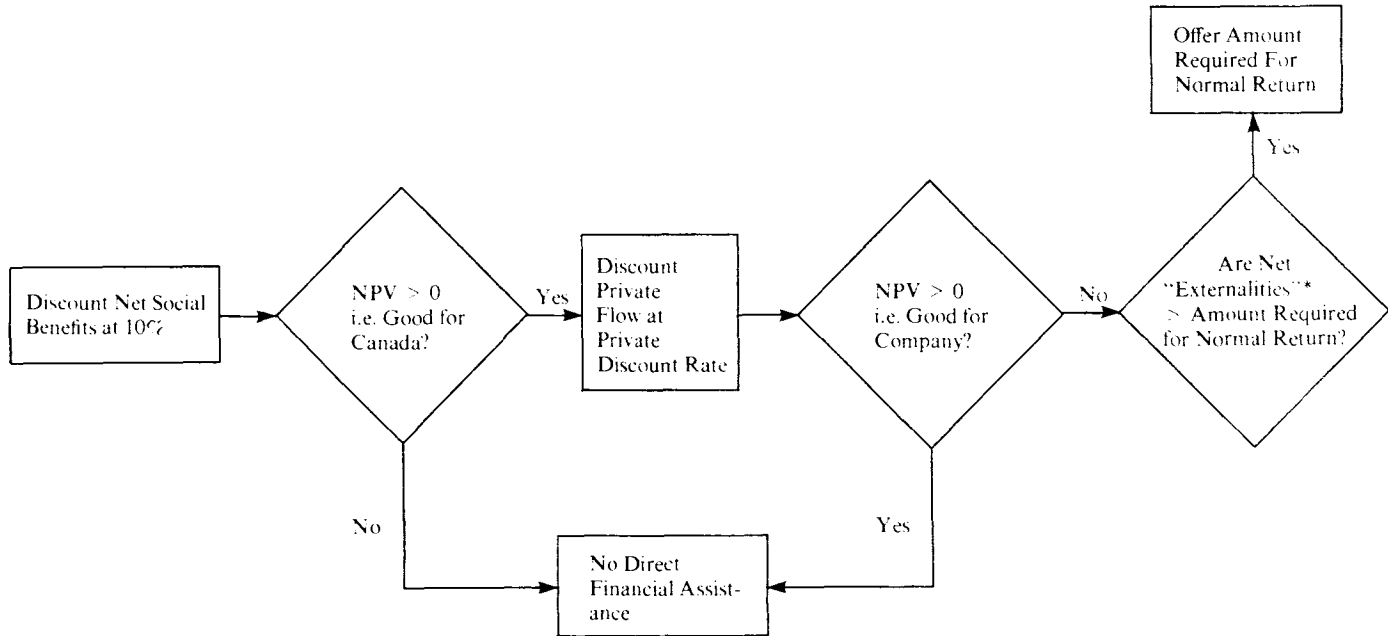 Offer Amount
Required For
Normal Return
Yes
Discount Net Social
Benefits at 10%
NPV > 0
i.e. Good for
Canada?
Yes
Discount
Private
Flow at
Private
Discount Rate
NPV > 0
i.e. Good for
Company?
No
Are Net
“Externalities”*
> Amount Required
for Normal Return?
No
Yes
No Direct
Financial Assist-
ance